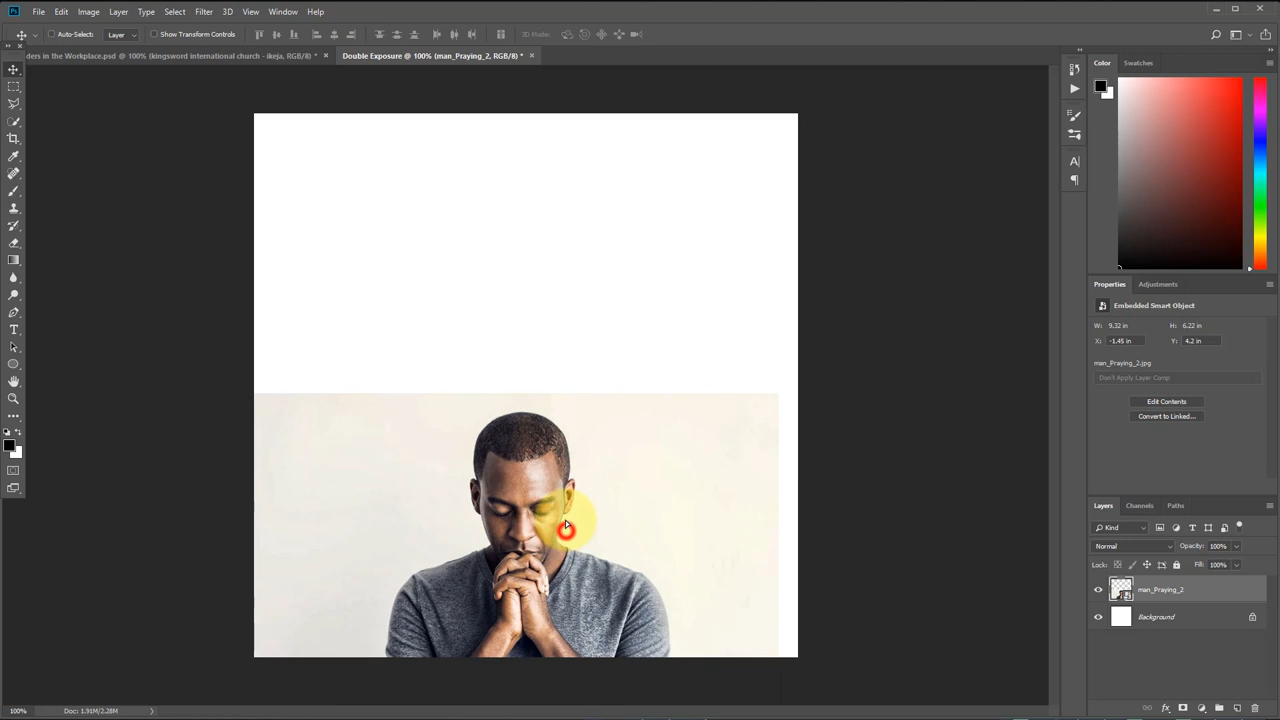 Ps File Edit Image Layer Type Select Filter 3D View Window Help
Auto-Select: Layer Show Transform Controls 3D Mode:
ders in the Workplace.psd @ 100% (kingsword international church - ikeja, RGB/8) * × Double Exposure @ 100% (man_Praying_2, RGB/8) * ×
Color Swatches
Properties Adjustments
Embedded Smart Object
W: 9.32 in H: 6.22 in
X: -1.45 in Y: 4.2 in
man_Praying_2.jpg
Don't Apply Layer Comp
Edit Contents
Convert to Linked...
Layers Channels Paths
Kind
Normal Opacity: 100%
Lock: Fill: 100%
man_Praying_2
Background
100% Doc: 1.91M/2.28M